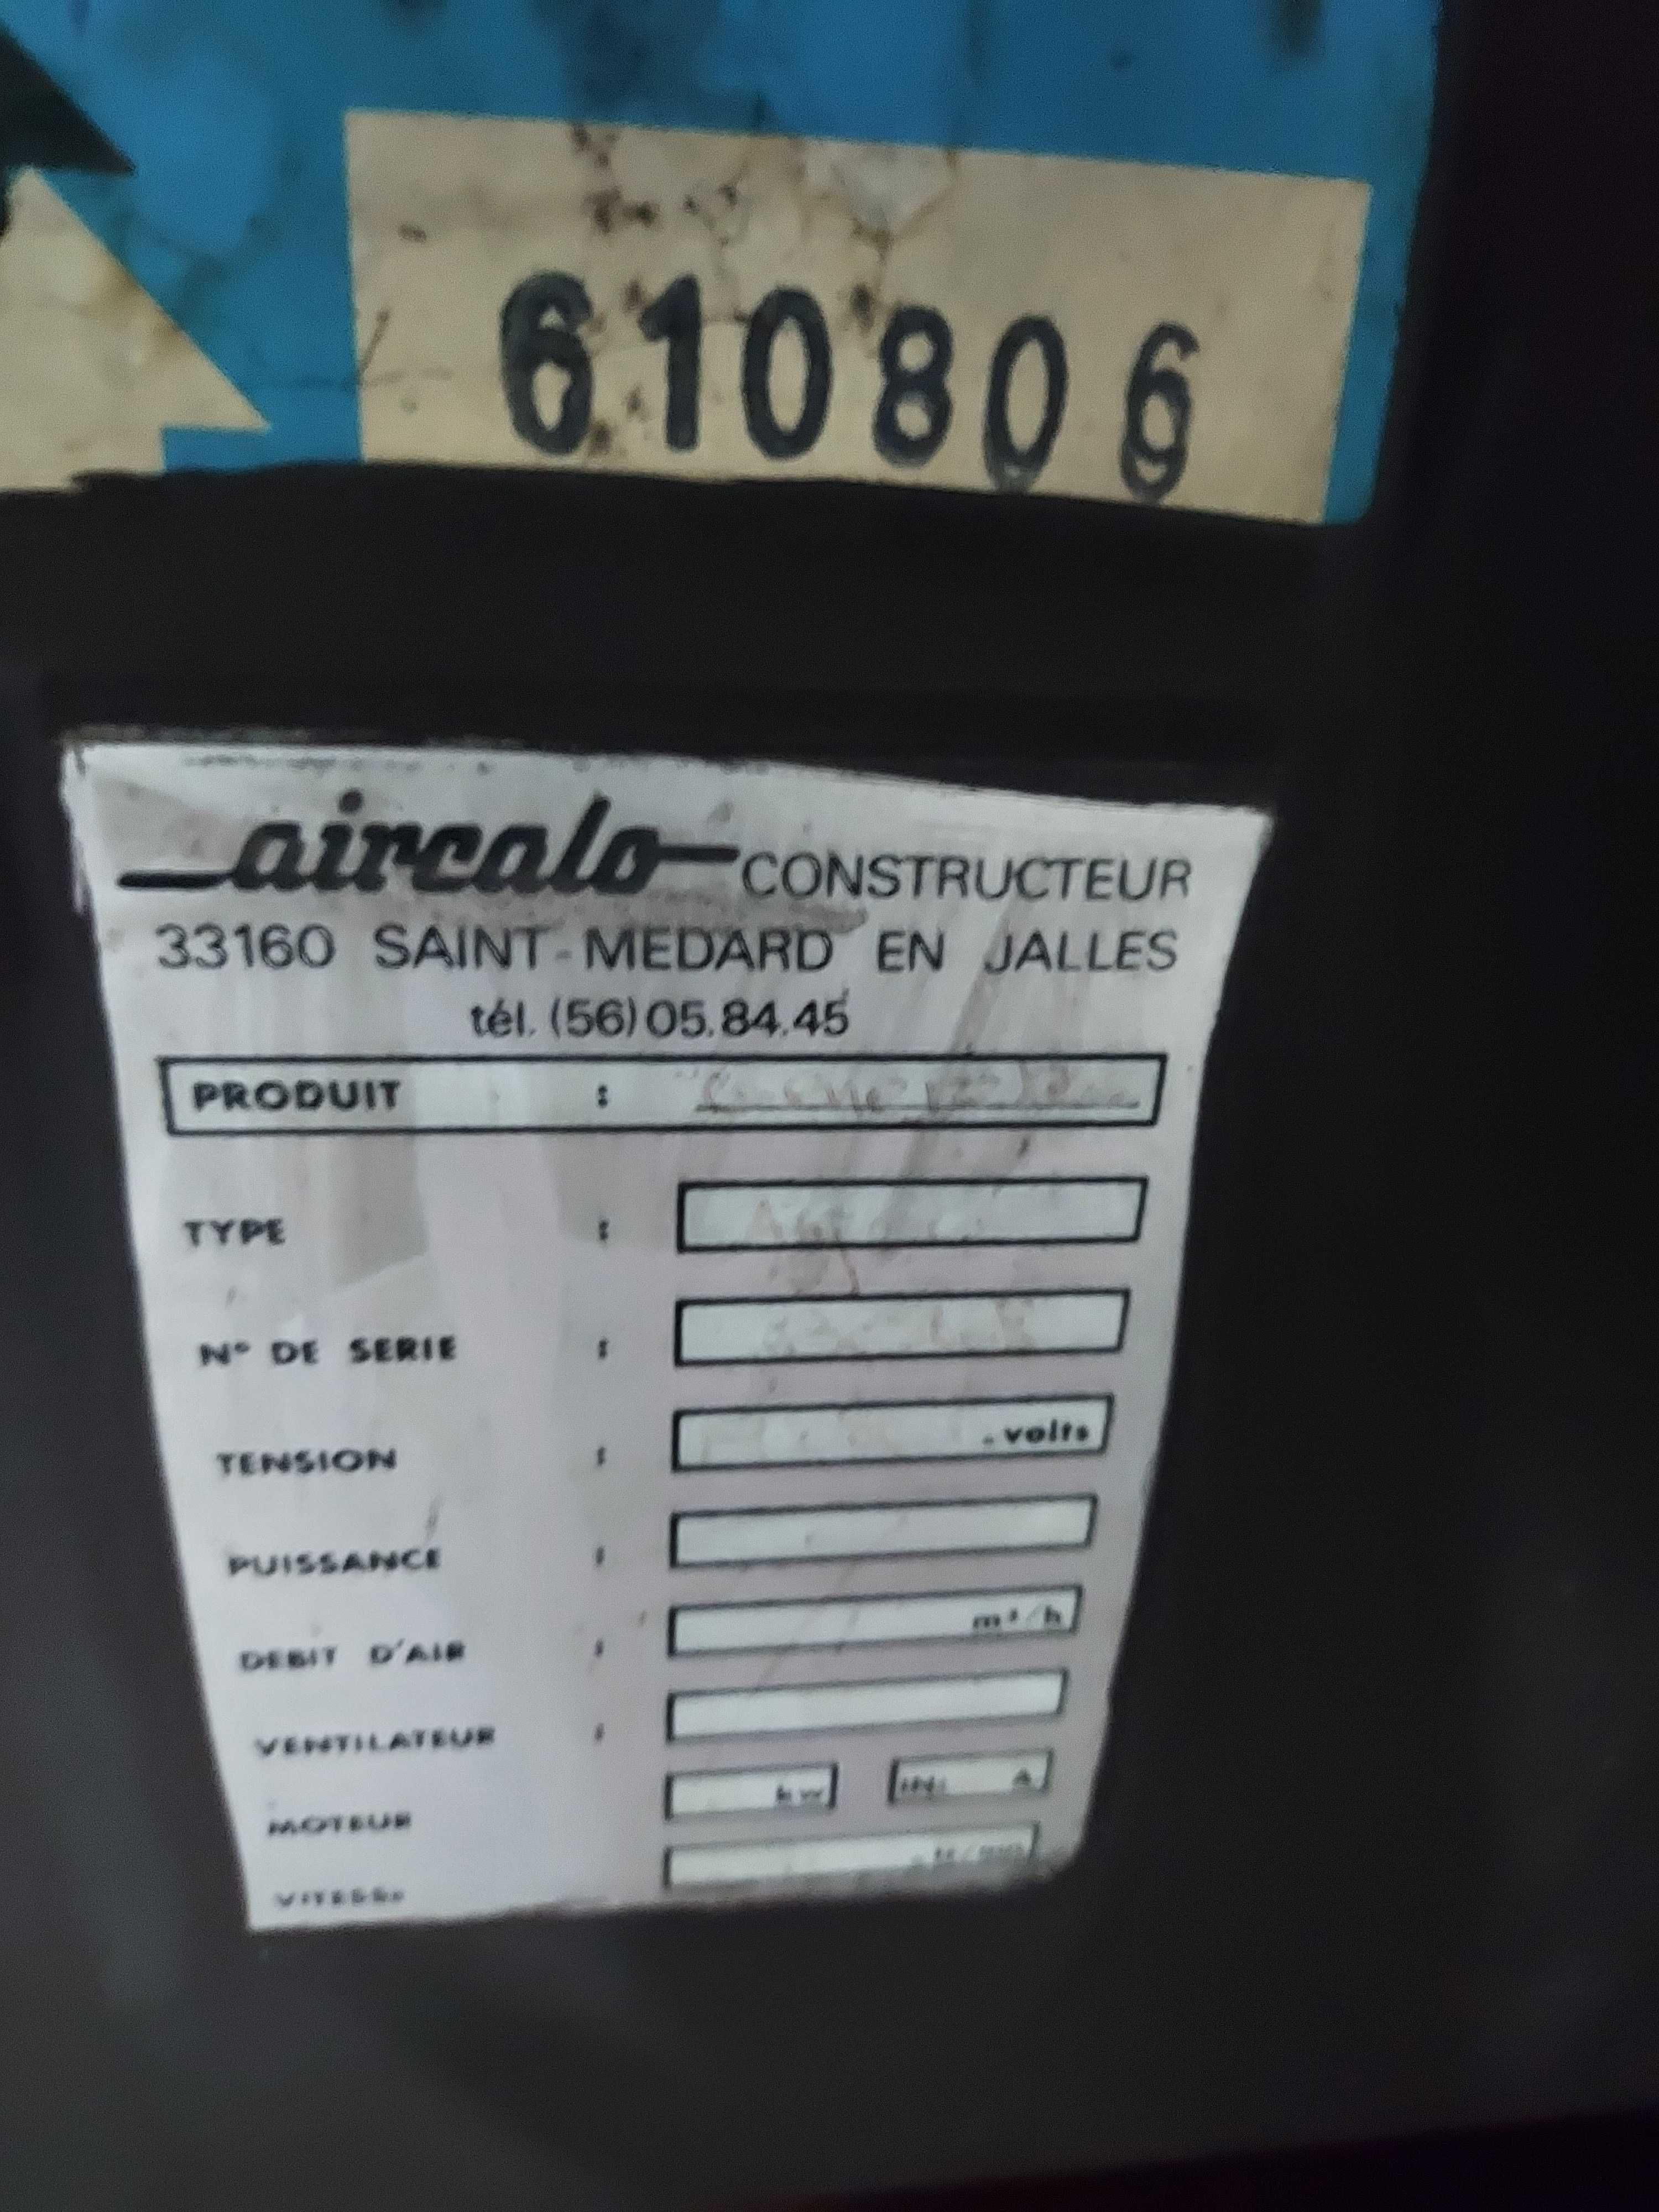 610806
aircalo CONSTRUCTEUR
33160 SAINT-MEDARD EN JALLES
tél. (56) 05.84.45
PRODUIT :
TYPE :
N° DE SERIE :
TENSION : .volts
PUISSANCE :
DEBIT D'AIR : m³/h
VENTILATEUR :
MOTEUR kw IN: A
VITESSE